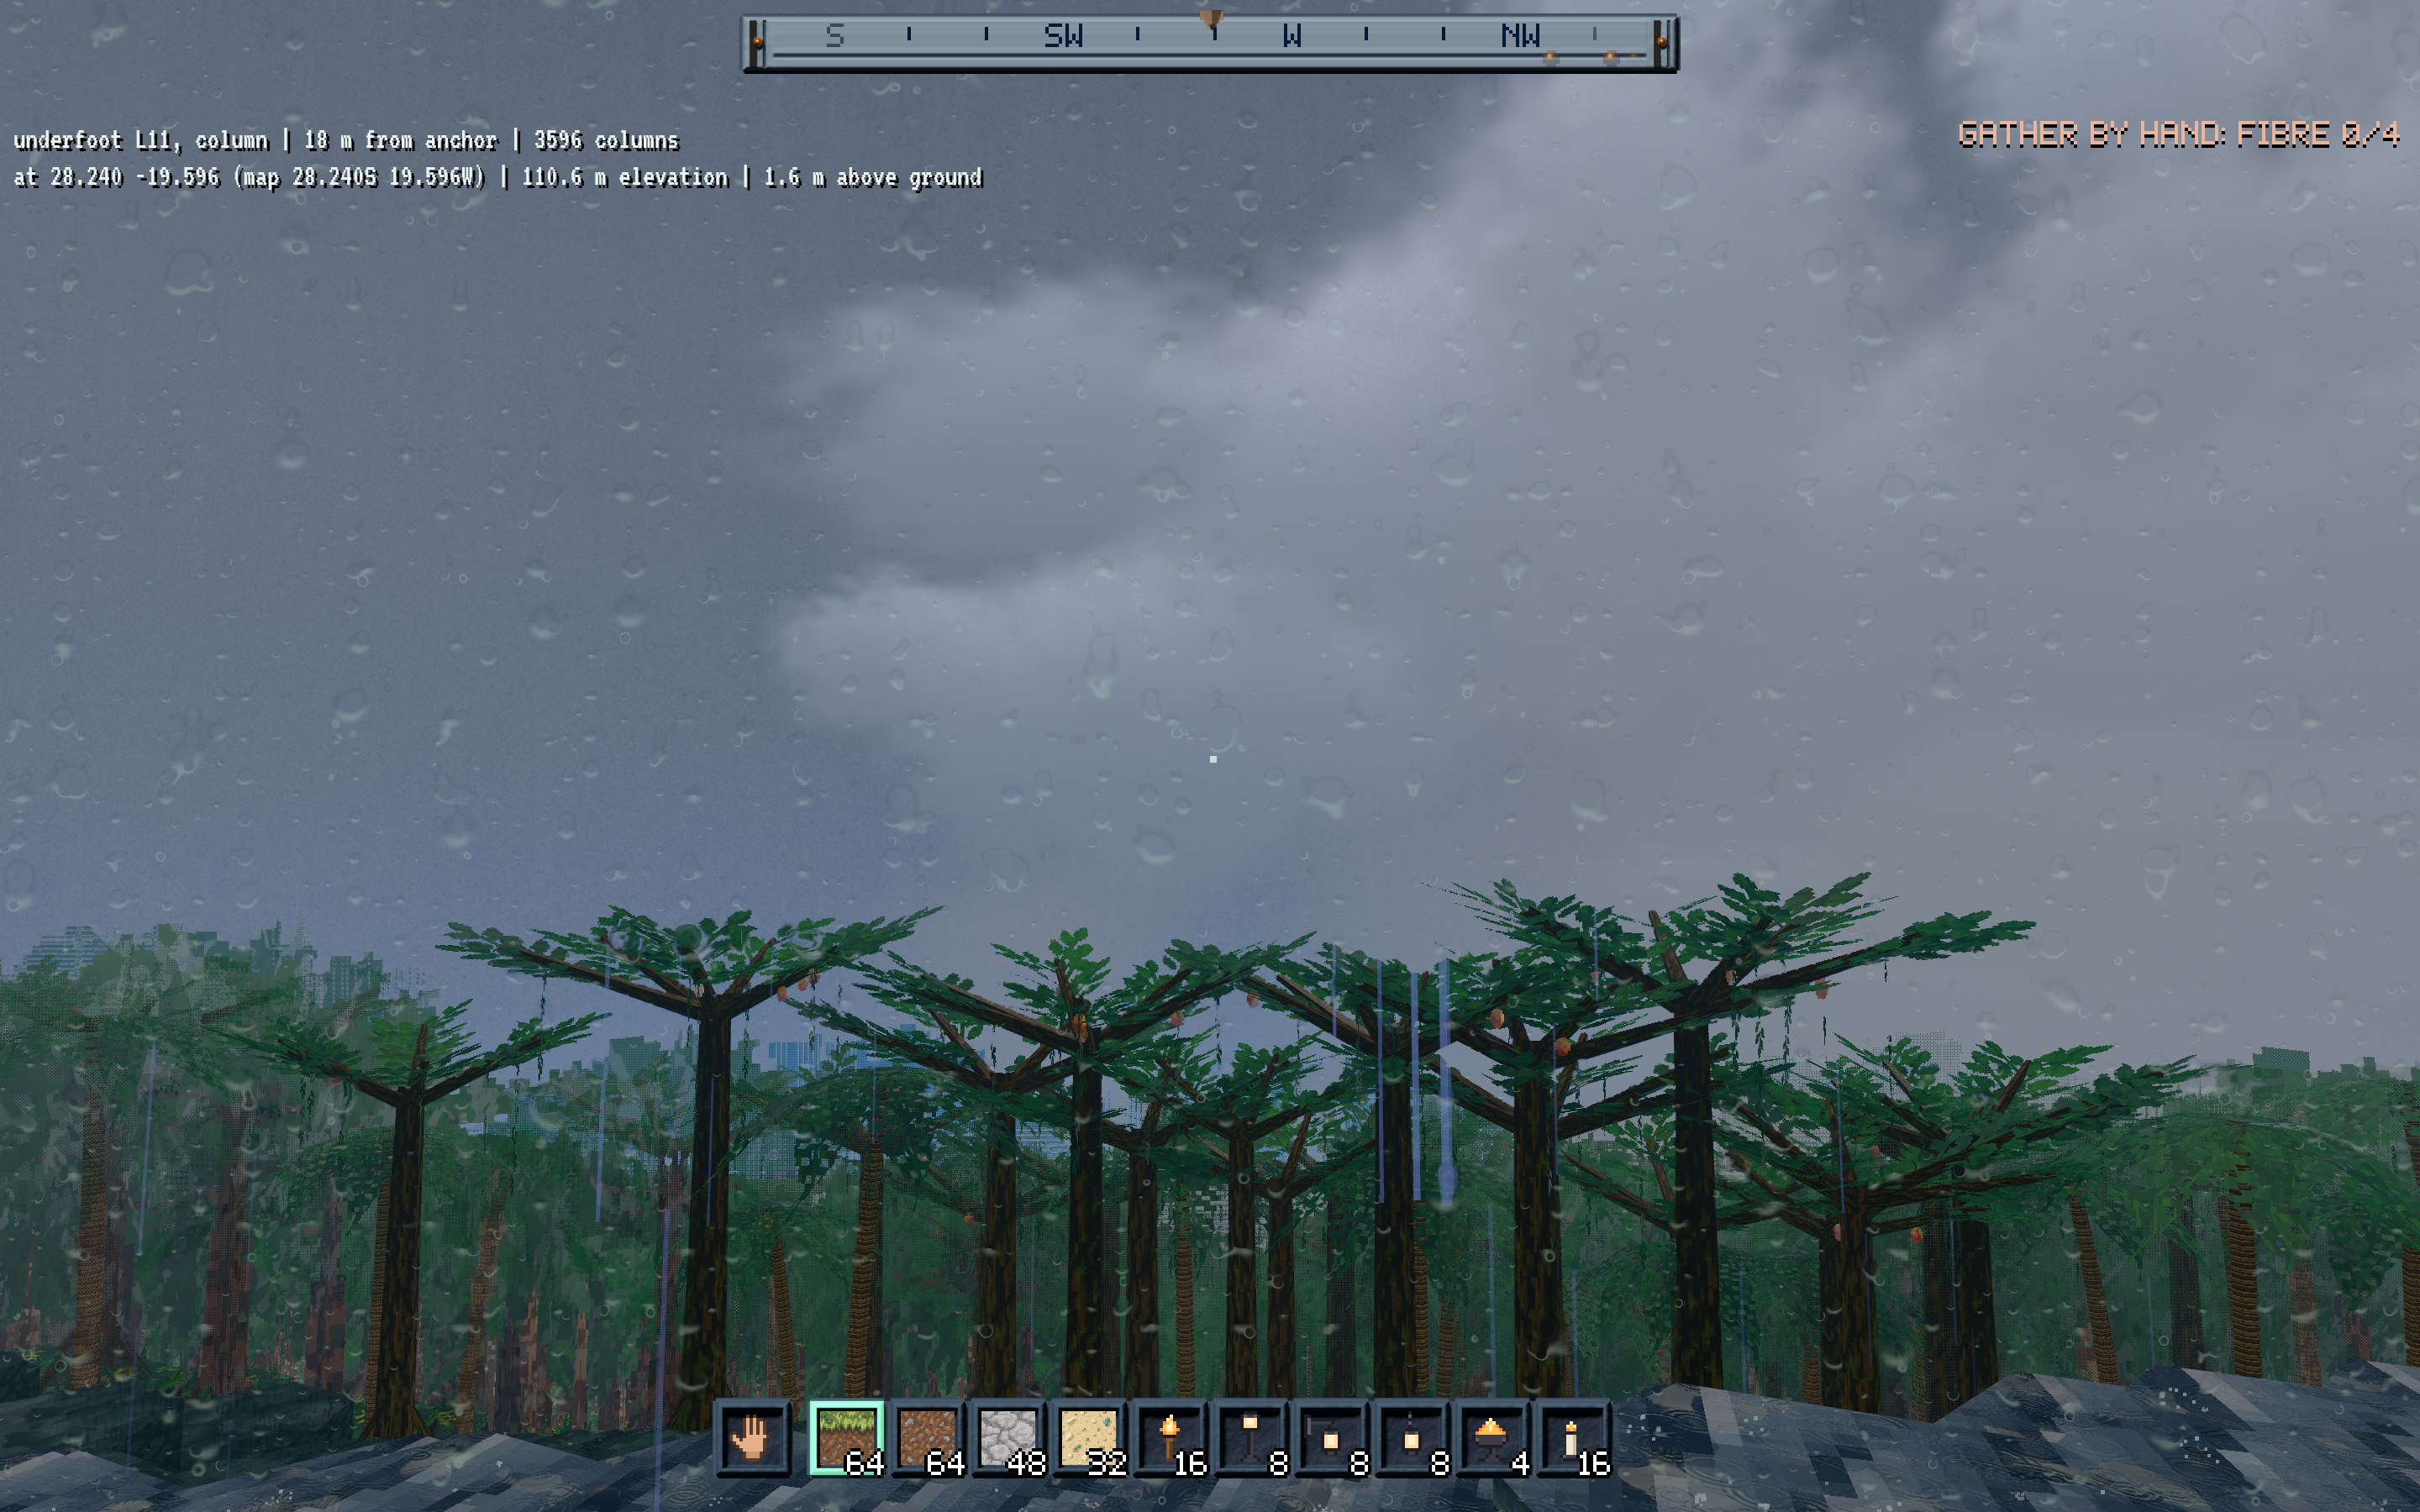 S SW W NW
underfoot L11, column | 18 m from anchor | 3596 columns
GATHER BY HAND: FIBRE 0/4
at 28.240 -19.596 (map 28.240S 19.596W) | 110.6 m elevation | 1.6 m above ground
64 64 48 32 16 8 8 8 4 16